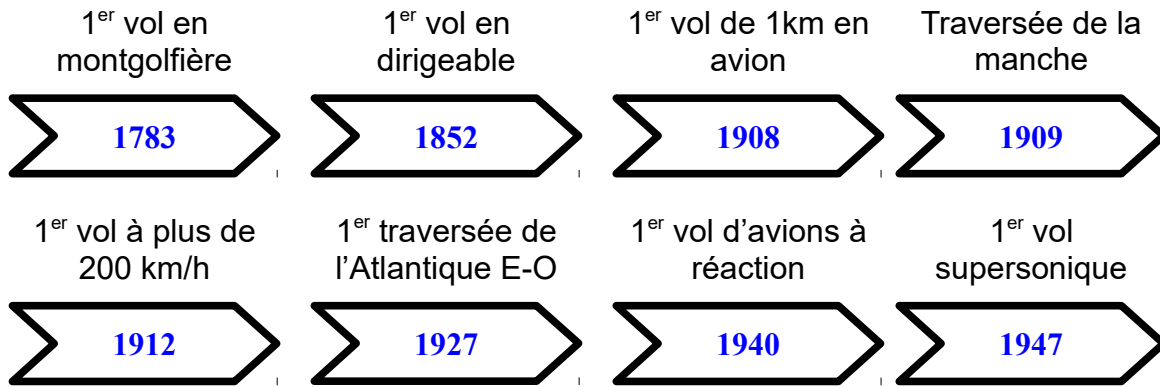 1er vol en
montgolfière
1er vol en
dirigeable
1er vol de 1km en
avion
Traversée de la
manche
1783
1852
1908
1909
1er vol à plus de
200 km/h
1er traversée de
l’Atlantique E-O
1er vol d’avions à
réaction
1er vol
supersonique
1912
1927
1940
1947